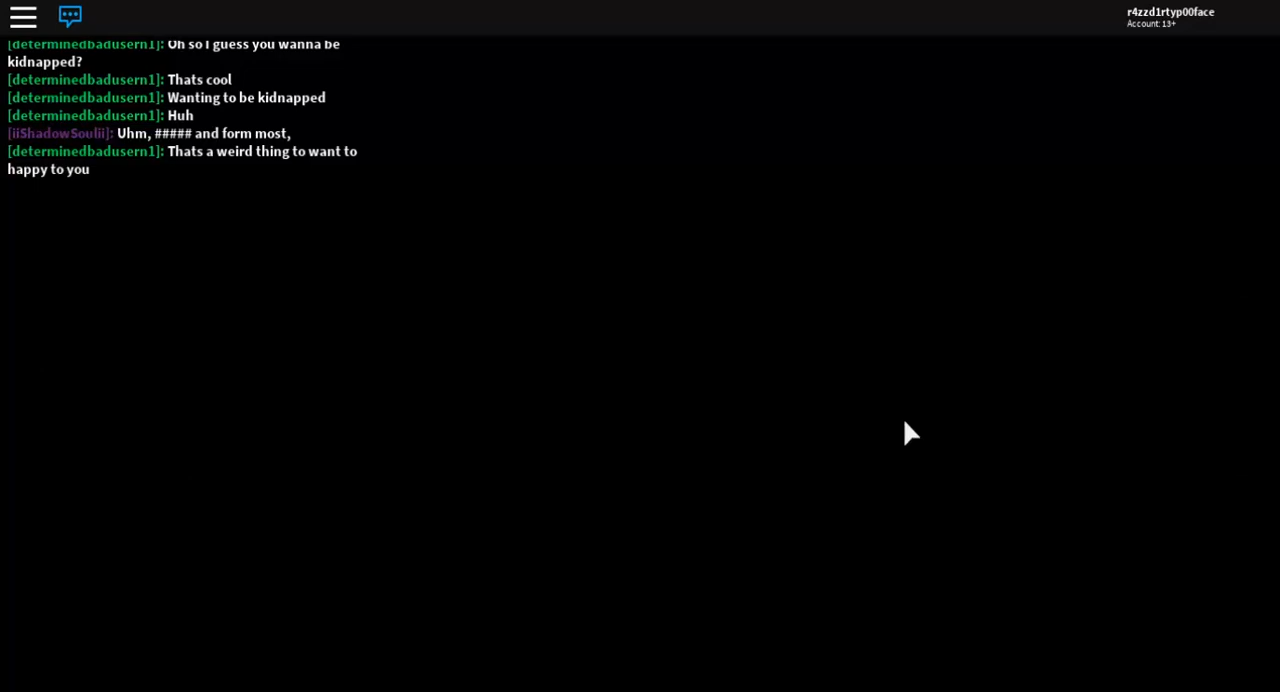 r4zzd1rtyp00face
Account: 13+
[determinedbadusern1]: Oh so I guess you wanna be
kidnapped?
[determinedbadusern1]: Thats cool
[determinedbadusern1]: Wanting to be kidnapped
[determinedbadusern1]: Huh
[iiShadowSoulii]: Uhm, ##### and form most,
[determinedbadusern1]: Thats a weird thing to want to
happy to you